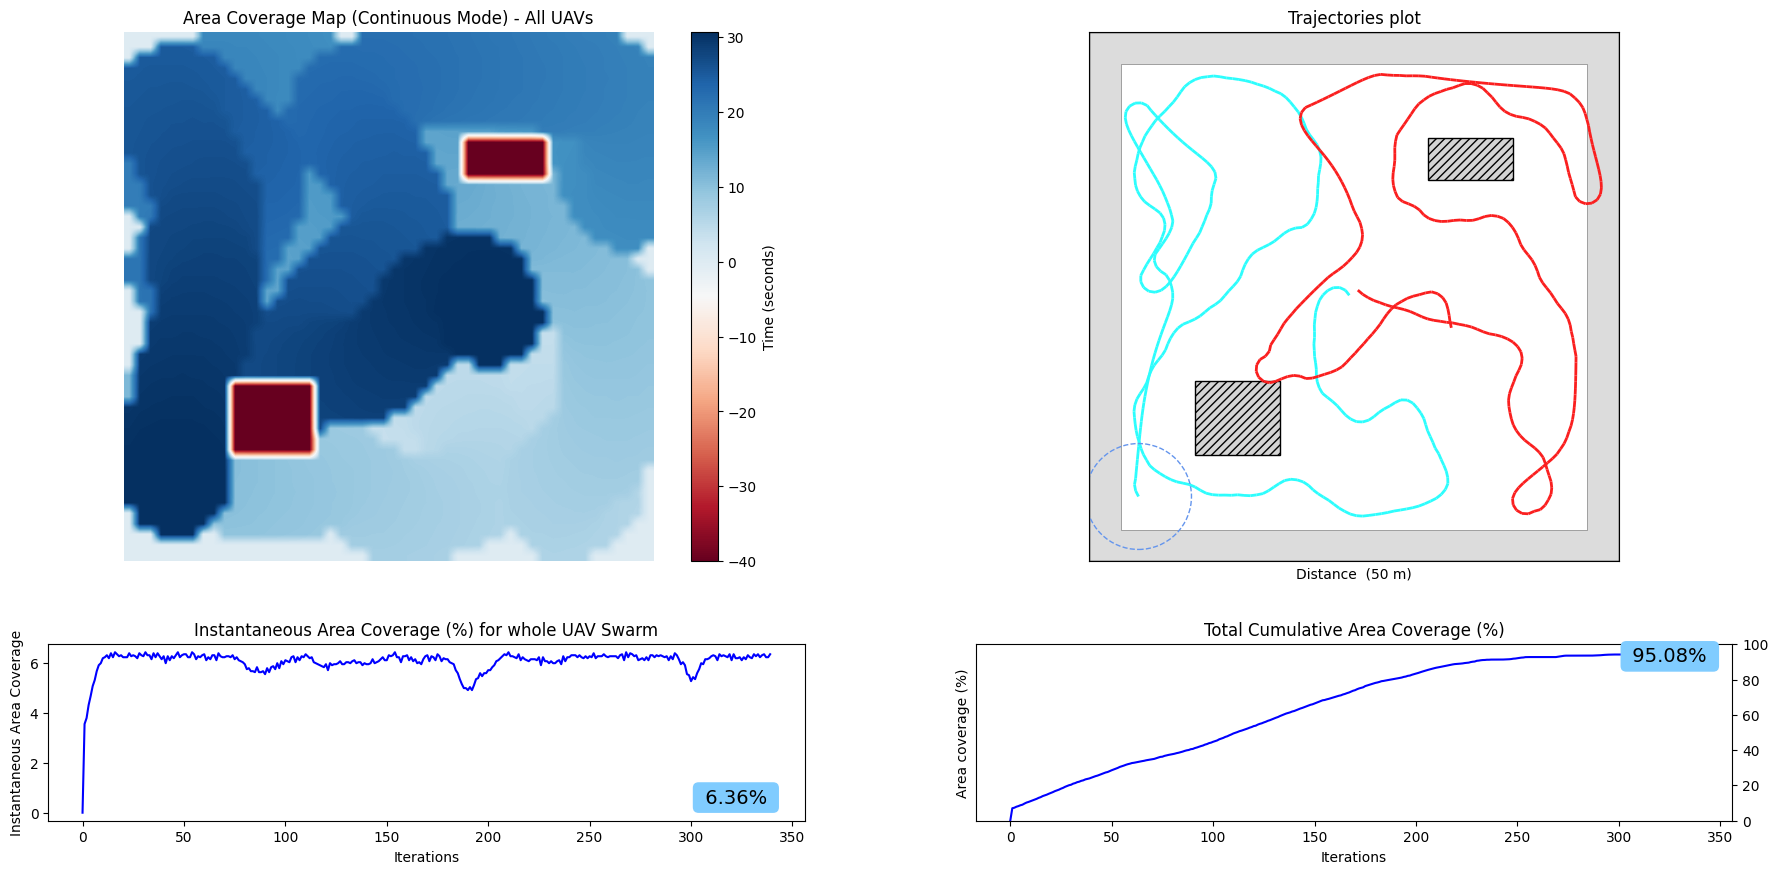 Area Coverage Map (Continuous Mode) - All UAVs
30
20
10
0
−10
−20
−30
−40
Time (seconds)
Trajectories plot
Distance  (50 m)
Instantaneous Area Coverage (%) for whole UAV Swarm
Instantaneous Area Coverage
6
4
2
0
6.36%
0 50 100 150 200 250 300 350
Iterations
Total Cumulative Area Coverage (%)
Area coverage (%)
95.08%
100
80
60
40
20
0
0 50 100 150 200 250 300 350
Iterations